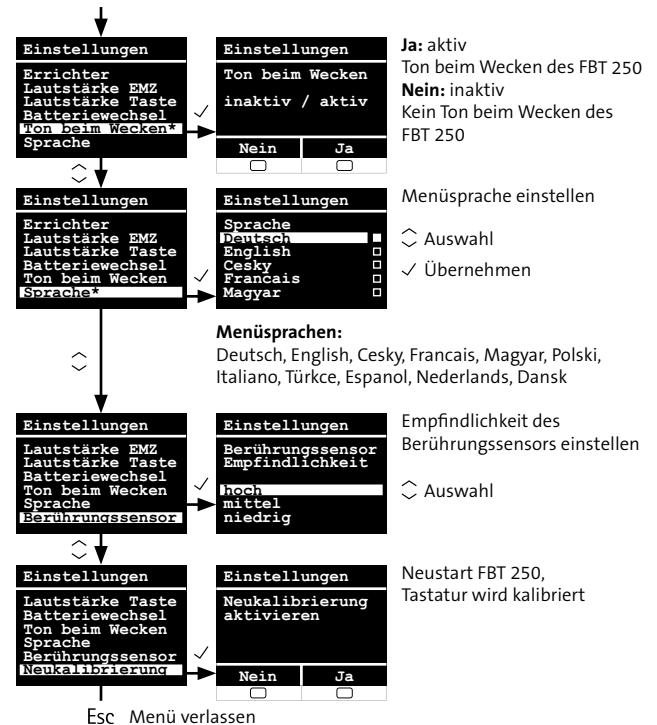 Einstellungen
Errichter
Lautstärke EMZ
Lautstärke Taste
Batteriewechsel
Ton beim Wecken*
Sprache
Einstellungen
Ton beim Wecken
inaktiv / aktiv
Nein Ja
Ja: aktiv
Ton beim Wecken des FBT 250
Nein: inaktiv
Kein Ton beim Wecken des
FBT 250
Einstellungen
Errichter
Lautstärke EMZ
Lautstärke Taste
Batteriewechsel
Ton beim Wecken
Sprache*
Einstellungen
Sprache
Deutsch
English
Cesky
Francais
Magyar
Menüsprache einstellen
Auswahl
Übernehmen
Menüsprachen:
Deutsch, English, Cesky, Francais, Magyar, Polski,
Italiano, Türkce, Espanol, Nederlands, Dansk
Einstellungen
Lautstärke EMZ
Lautstärke Taste
Batteriewechsel
Ton beim Wecken
Sprache
Berührungssensor
Einstellungen
Berührungssensor
Empfindlichkeit
hoch
mittel
niedrig
Empfindlichkeit des
Berührungssensors einstellen
Auswahl
Einstellungen
Lautstärke Taste
Batteriewechsel
Ton beim Wecken
Sprache
Berührungssensor
Neukalibrierung
Einstellungen
Neukalibrierung
aktivieren
Nein Ja
Neustart FBT 250,
Tastatur wird kalibriert
Esc Menü verlassen